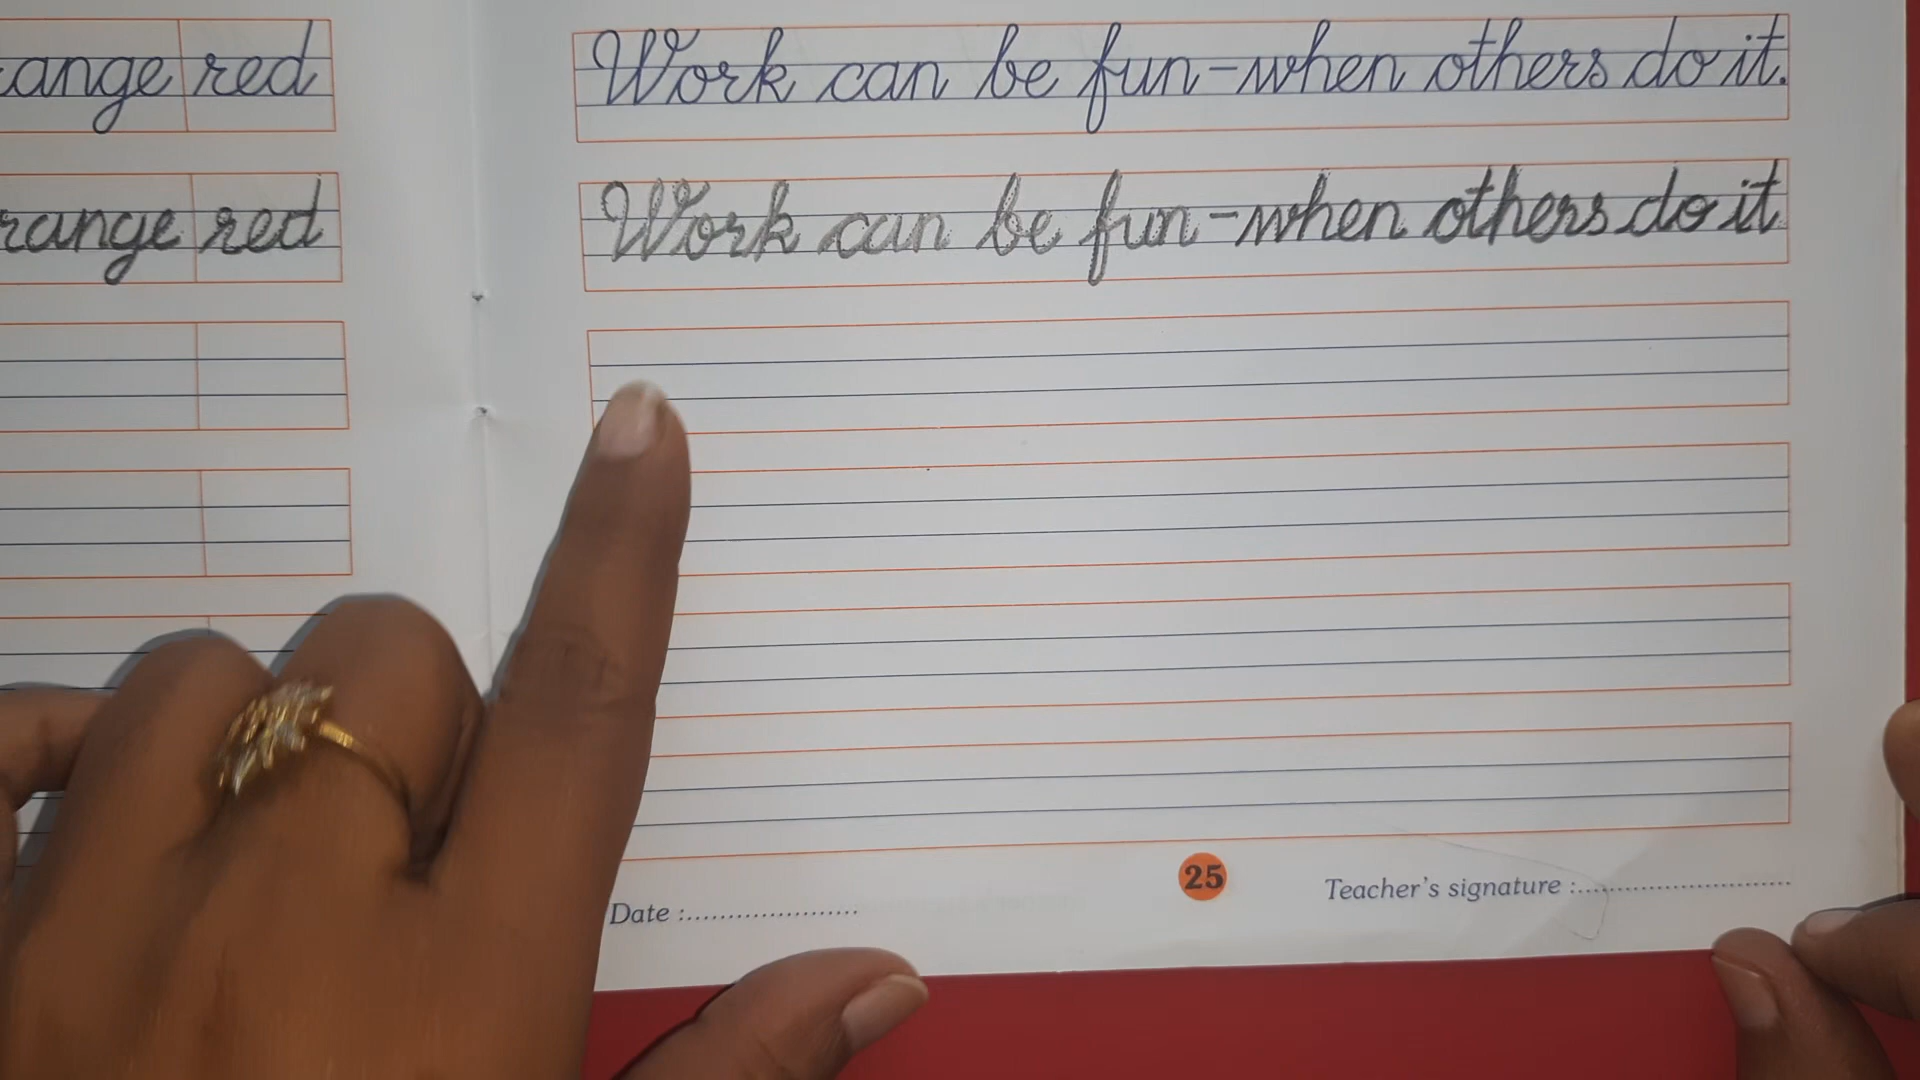 ange red
Work can be fun-when others do it.
range red
Work can be fun-when others do it
25
Date :.....................
Teacher's signature :..........................